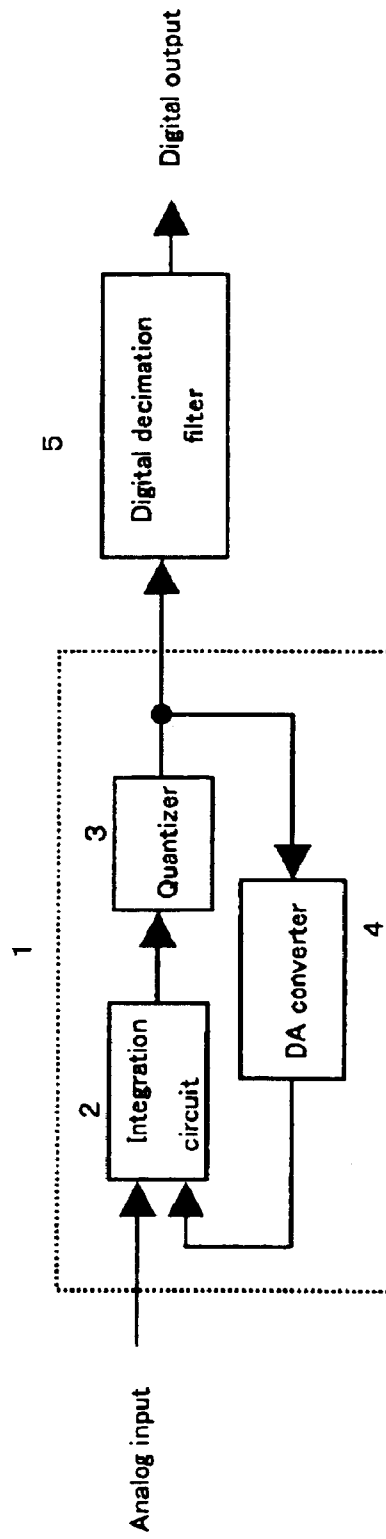 Analog input
1
2
Integration
circuit
3
Quantizer
DA converter
4
5
Digital decimation
filter
Digital output